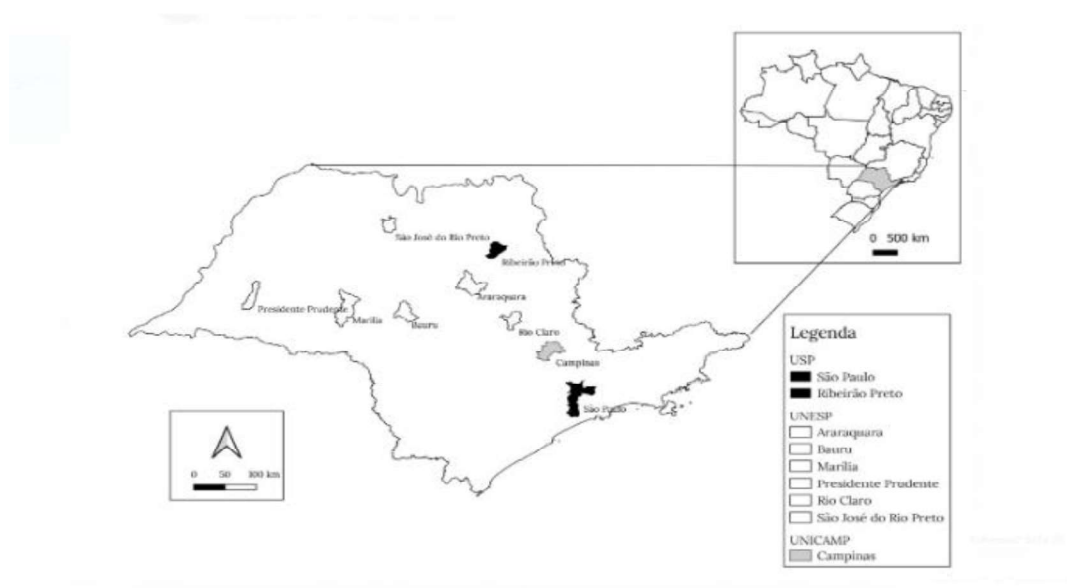 0 500 km
São José do Rio Preto
Ribeirão Preto
Araraquara
Presidente Prudente
Marília
Bauru
Rio Claro
Campinas
São Paulo
0 50 100 km
Legenda
USP
São Paulo
Ribeirão Preto
UNESP
Araraquara
Bauru
Marília
Presidente Prudente
Rio Claro
São José do Rio Preto
UNICAMP
Campinas